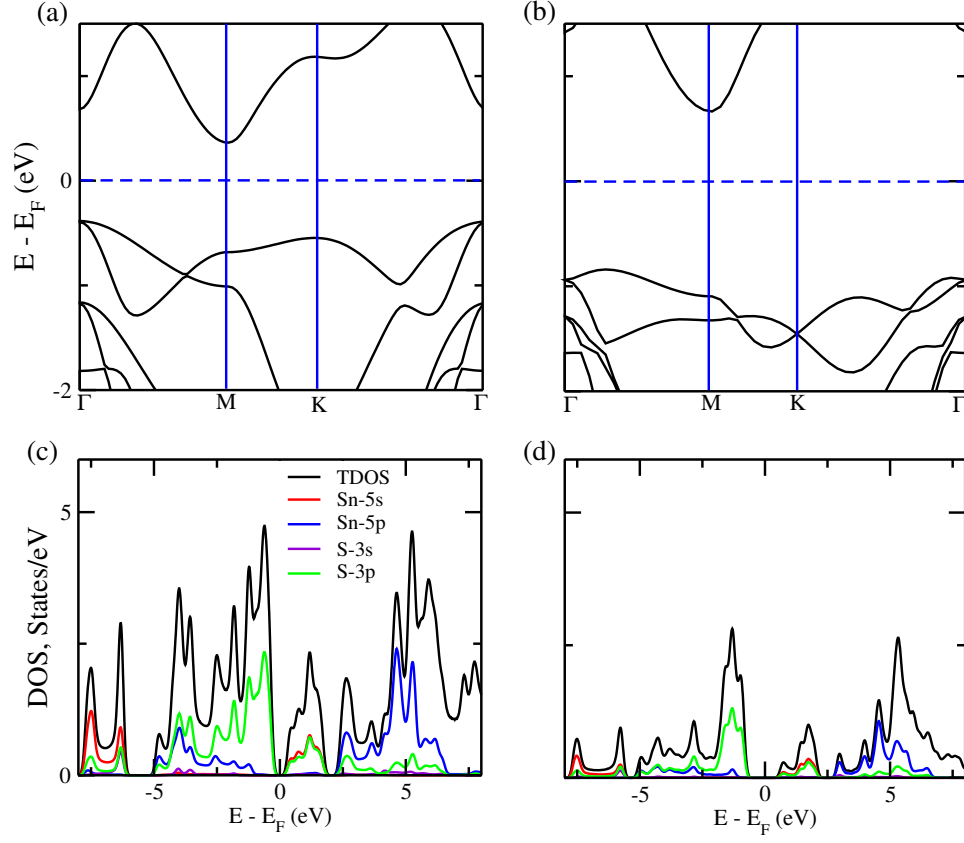 (a)
(b)
E - E_F (eV)
0
-2
Γ
M
K
Γ
Γ
M
K
Γ
(c)
(d)
DOS, States/eV
5
0
TDOS
Sn-5s
Sn-5p
S-3s
S-3p
-5
0
5
E - E_F (eV)
-5
0
5
E - E_F (eV)